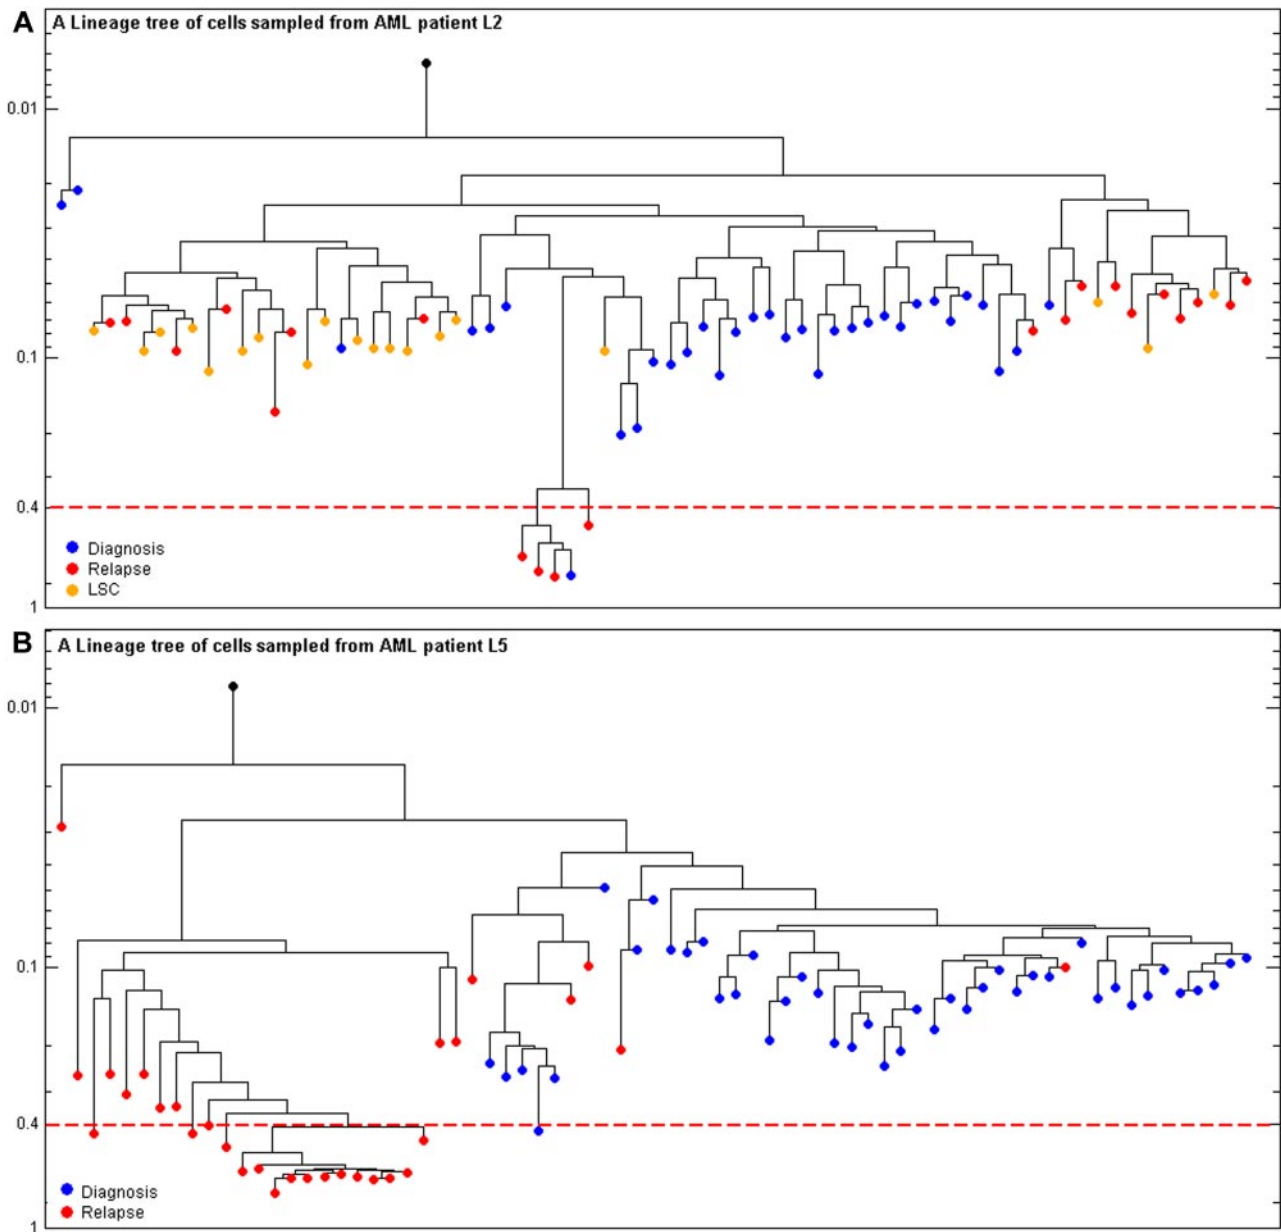 A
A Lineage tree of cells sampled from AML patient L2
0.01
0.1
0.4
Diagnosis
Relapse
LSC
1
B
A Lineage tree of cells sampled from AML patient L5
0.01
0.1
0.4
Diagnosis
Relapse
1